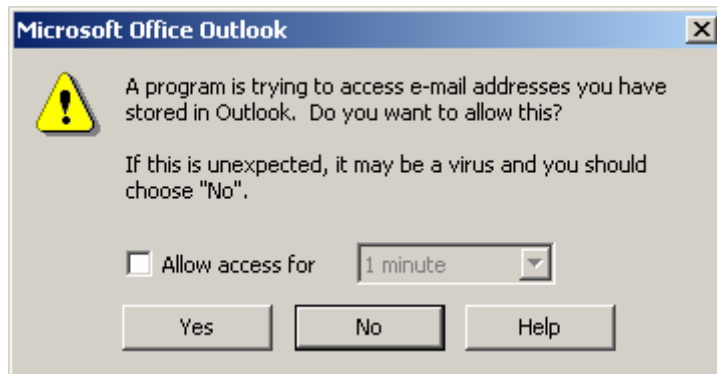 Microsoft Office Outlook
A program is trying to access e-mail addresses you have
stored in Outlook.  Do you want to allow this?
If this is unexpected, it may be a virus and you should
choose "No".
Allow access for 1 minute
Yes No Help